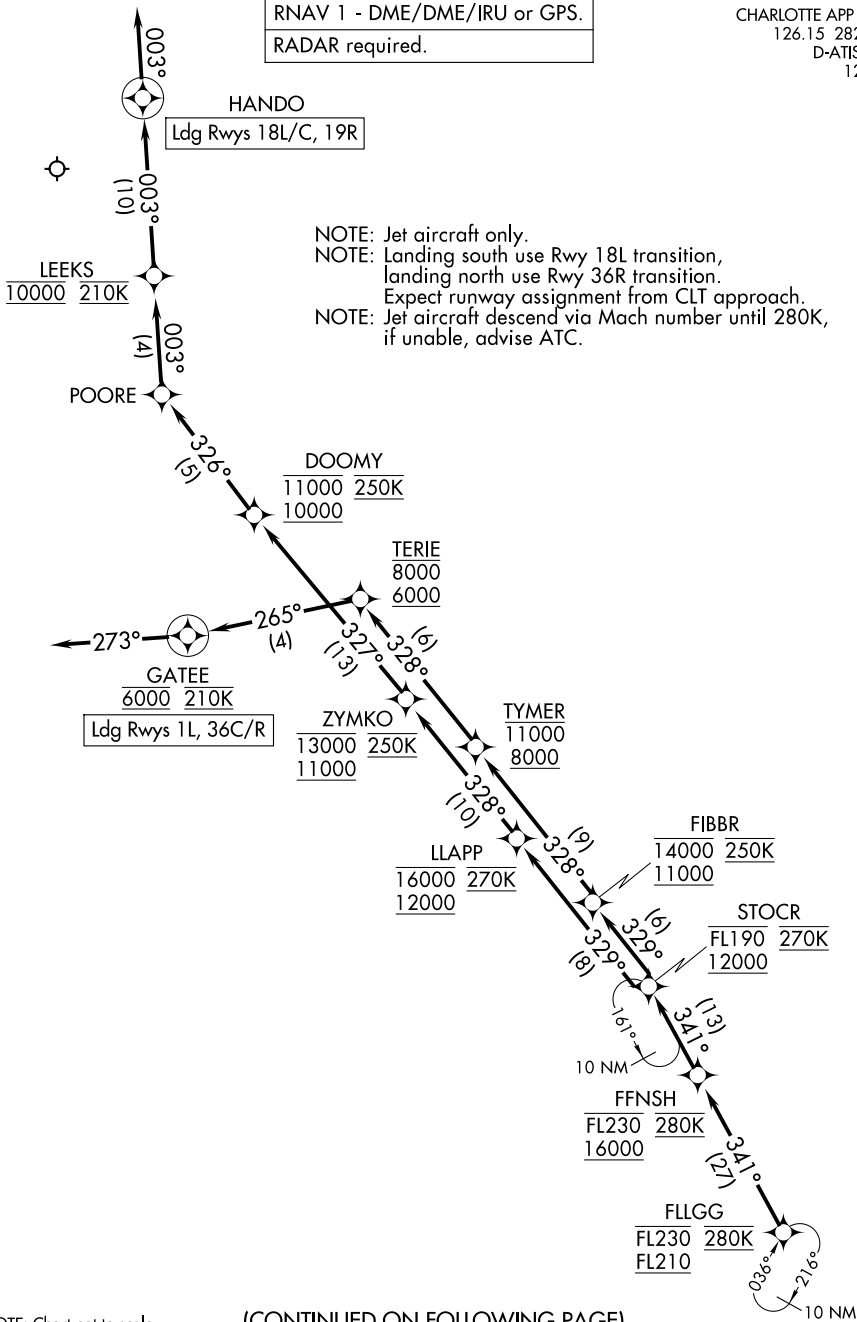 RNAV 1 - DME/DME/IRU or GPS.
RADAR required.
CHARLOTTE APP
126.15 282
D-ATIS
12
003°
HANDO
Ldg Rwys 18L/C, 19R
003°
(10)
NOTE: Jet aircraft only.
NOTE: Landing south use Rwy 18L transition,
landing north use Rwy 36R transition.
Expect runway assignment from CLT approach.
NOTE: Jet aircraft descend via Mach number until 280K,
if unable, advise ATC.
LEEKS
10000 210K
003°
(4)
POORE
326°
(5)
DOOMY
11000 250K
10000
TERIE
8000
6000
265°
(4)
273°
327°
(13)
328°
(6)
GATEE
6000 210K
Ldg Rwys 1L, 36C/R
ZYMKO
13000 250K
11000
TYMER
11000
8000
328°
(10)
328°
(9)
LLAPP
16000 270K
12000
FIBBR
14000 250K
11000
329°
(8)
329°
(6)
STOCR
FL190 270K
12000
161°
10 NM
341°
(13)
FFNSH
FL230 280K
16000
341°
(27)
FLLGG
FL230 280K
FL210
036°
216°
10 NM
(CONTINUED ON FOLLOWING PAGE)